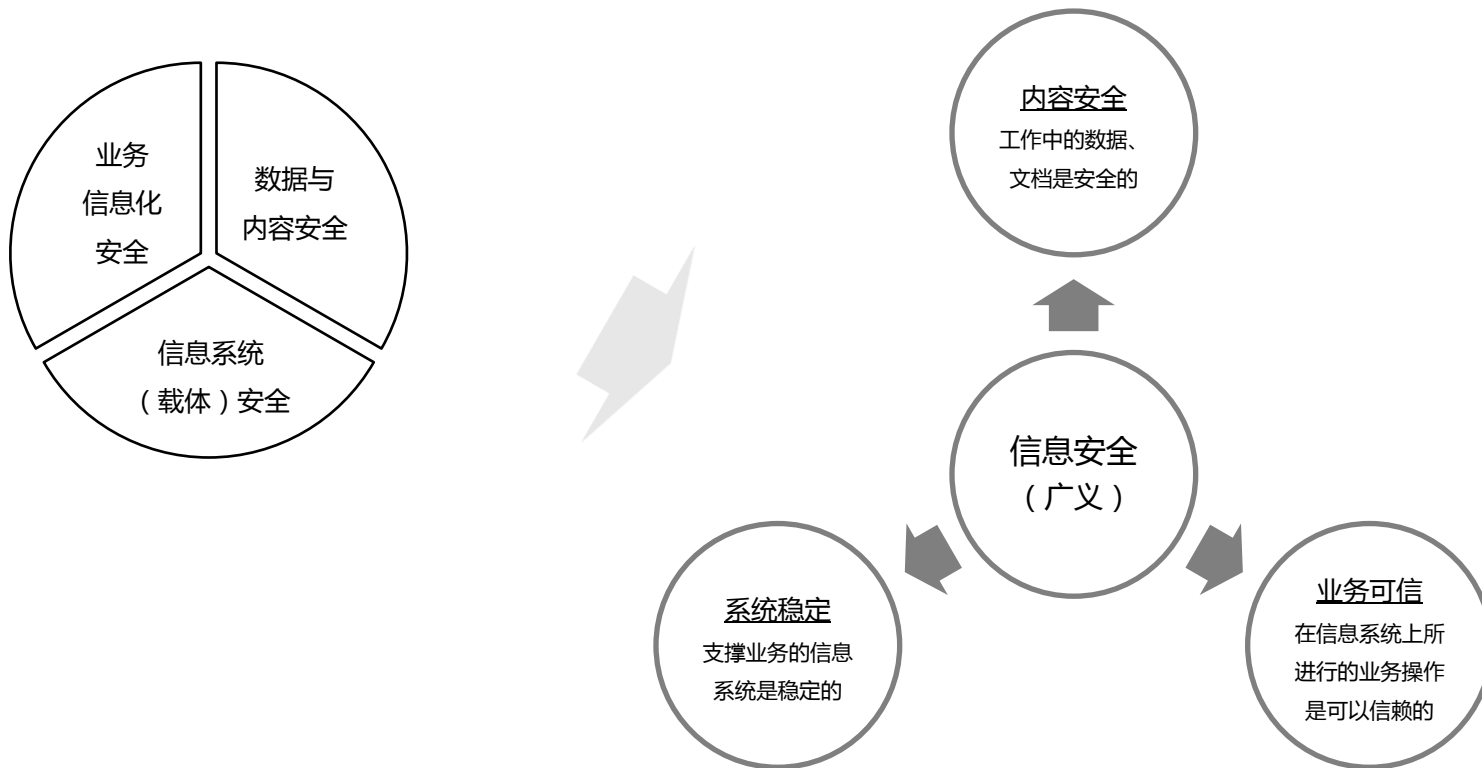 业务
信息化
安全
数据与
内容安全
信息系统
（载体）安全
内容安全
工作中的数据、
文档是安全的
信息安全
（广义）
系统稳定
支撑业务的信息
系统是稳定的
业务可信
在信息系统上所
进行的业务操作
是可以信赖的